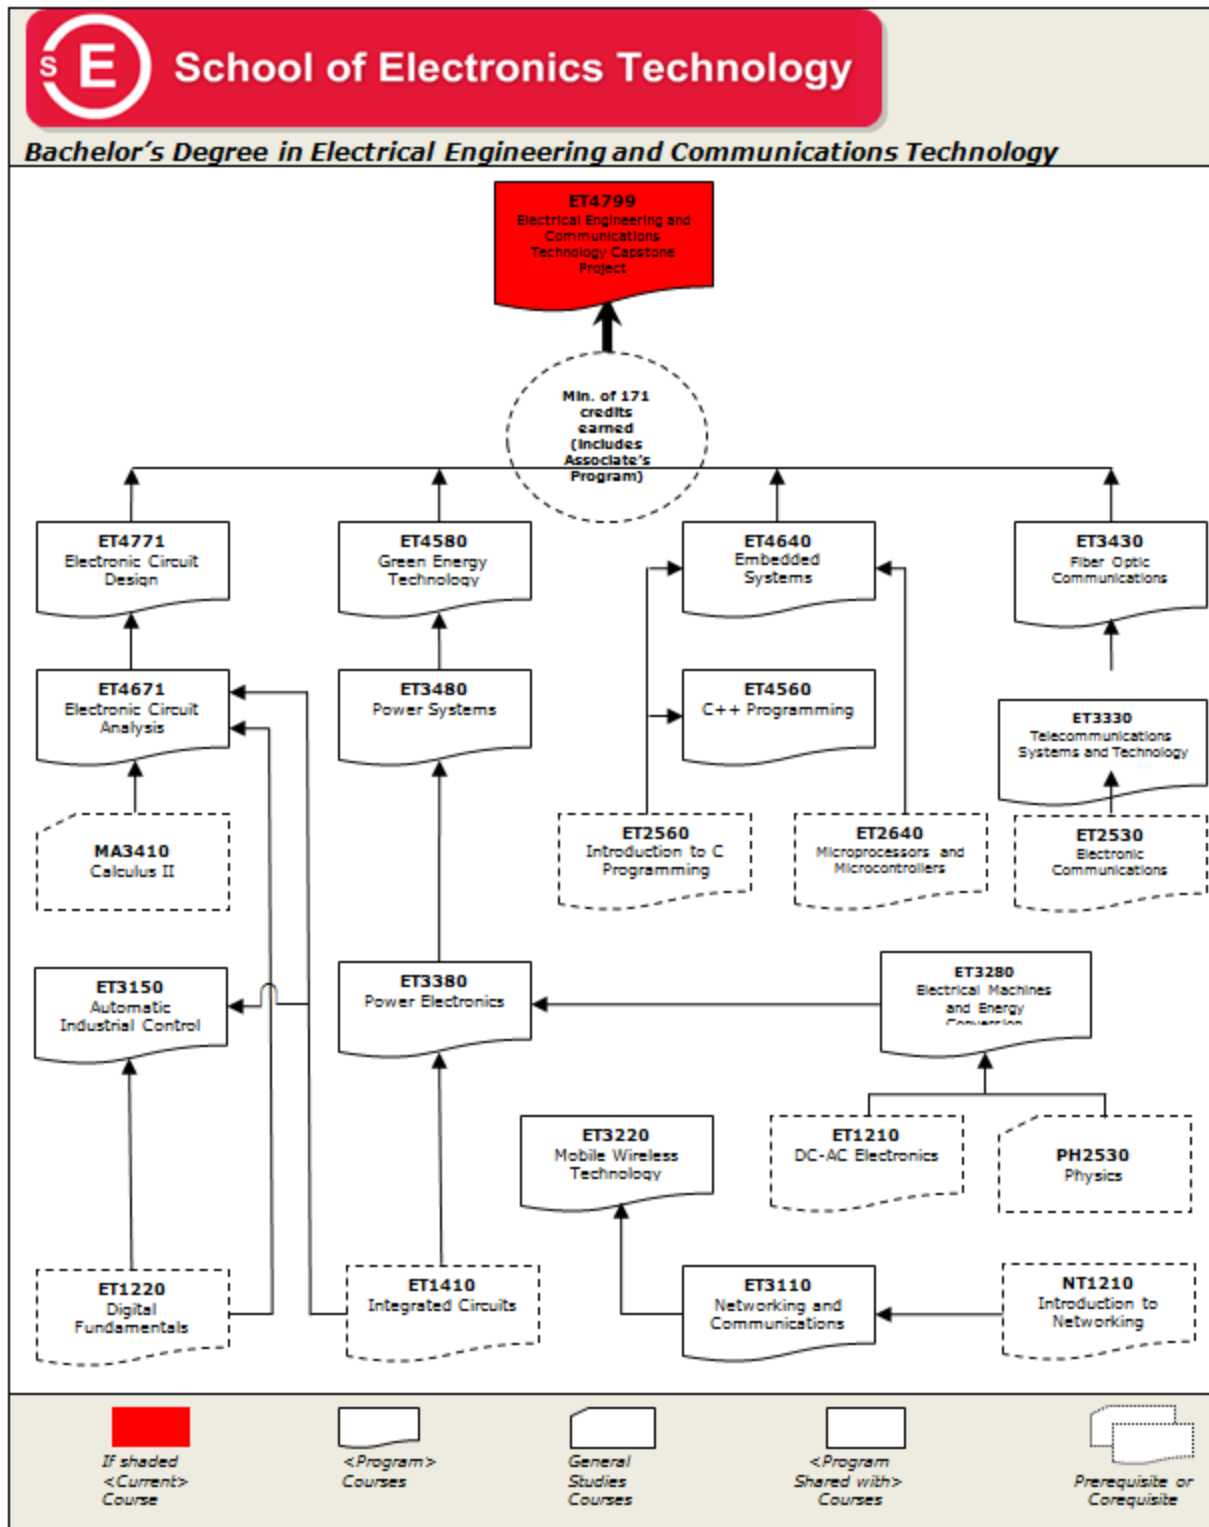 S E School of Electronics Technology
Bachelor's Degree in Electrical Engineering and Communications Technology
ET4799
Electrical Engineering and
Communications
Technology Capstone
Project
Min. of 171
credits
earned
(includes
Associate's
Program)
ET4771
Electronic Circuit
Design
ET4580
Green Energy
Technology
ET4640
Embedded
Systems
ET3430
Fiber Optic
Communications
ET4671
Electronic Circuit
Analysis
ET3480
Power Systems
ET4560
C++ Programming
ET3330
Telecommunications
Systems and Technology
MA3410
Calculus II
ET2560
Introduction to C
Programming
ET2640
Microprocessors and
Microcontrollers
ET2530
Electronic
Communications
ET3150
Automatic
Industrial Control
ET3380
Power Electronics
ET3280
Electrical Machines
and Energy
Conversion
ET3220
Mobile Wireless
Technology
ET1210
DC-AC Electronics
PH2530
Physics
ET1220
Digital
Fundamentals
ET1410
Integrated Circuits
ET3110
Networking and
Communications
NT1210
Introduction to
Networking
If shaded
<Current>
Course
<Program>
Courses
General
Studies
Courses
<Program
Shared with>
Courses
Prerequisite or
Corequisite